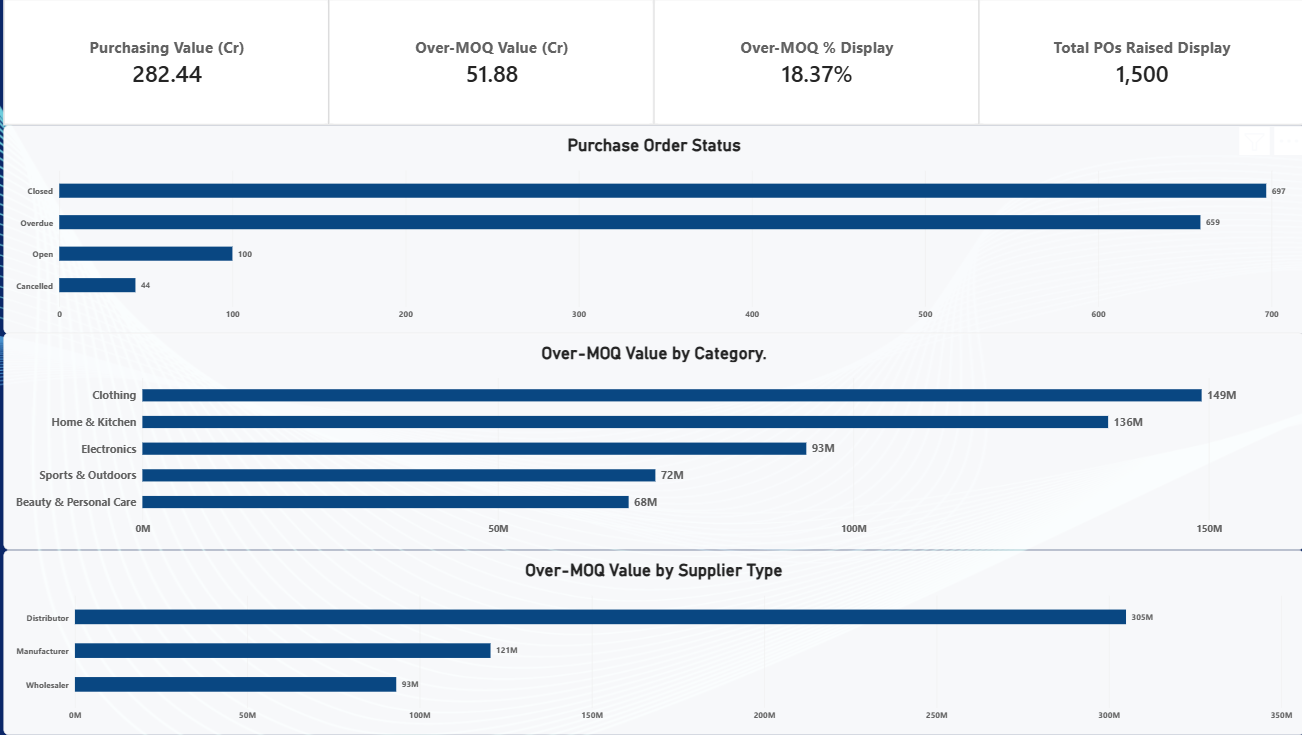 Purchasing Value (Cr)
282.44
Over-MOQ Value (Cr)
51.88
Over-MOQ % Display
18.37%
Total POs Raised Display
1,500
Purchase Order Status
Closed 697
Overdue 659
Open 100
Cancelled 44
0 100 200 300 400 500 600 700
Over-MOQ Value by Category.
Clothing 149M
Home & Kitchen 136M
Electronics 93M
Sports & Outdoors 72M
Beauty & Personal Care 68M
0M 50M 100M 150M
Over-MOQ Value by Supplier Type
Distributor 305M
Manufacturer 121M
Wholesaler 93M
0M 50M 100M 150M 200M 250M 300M 350M